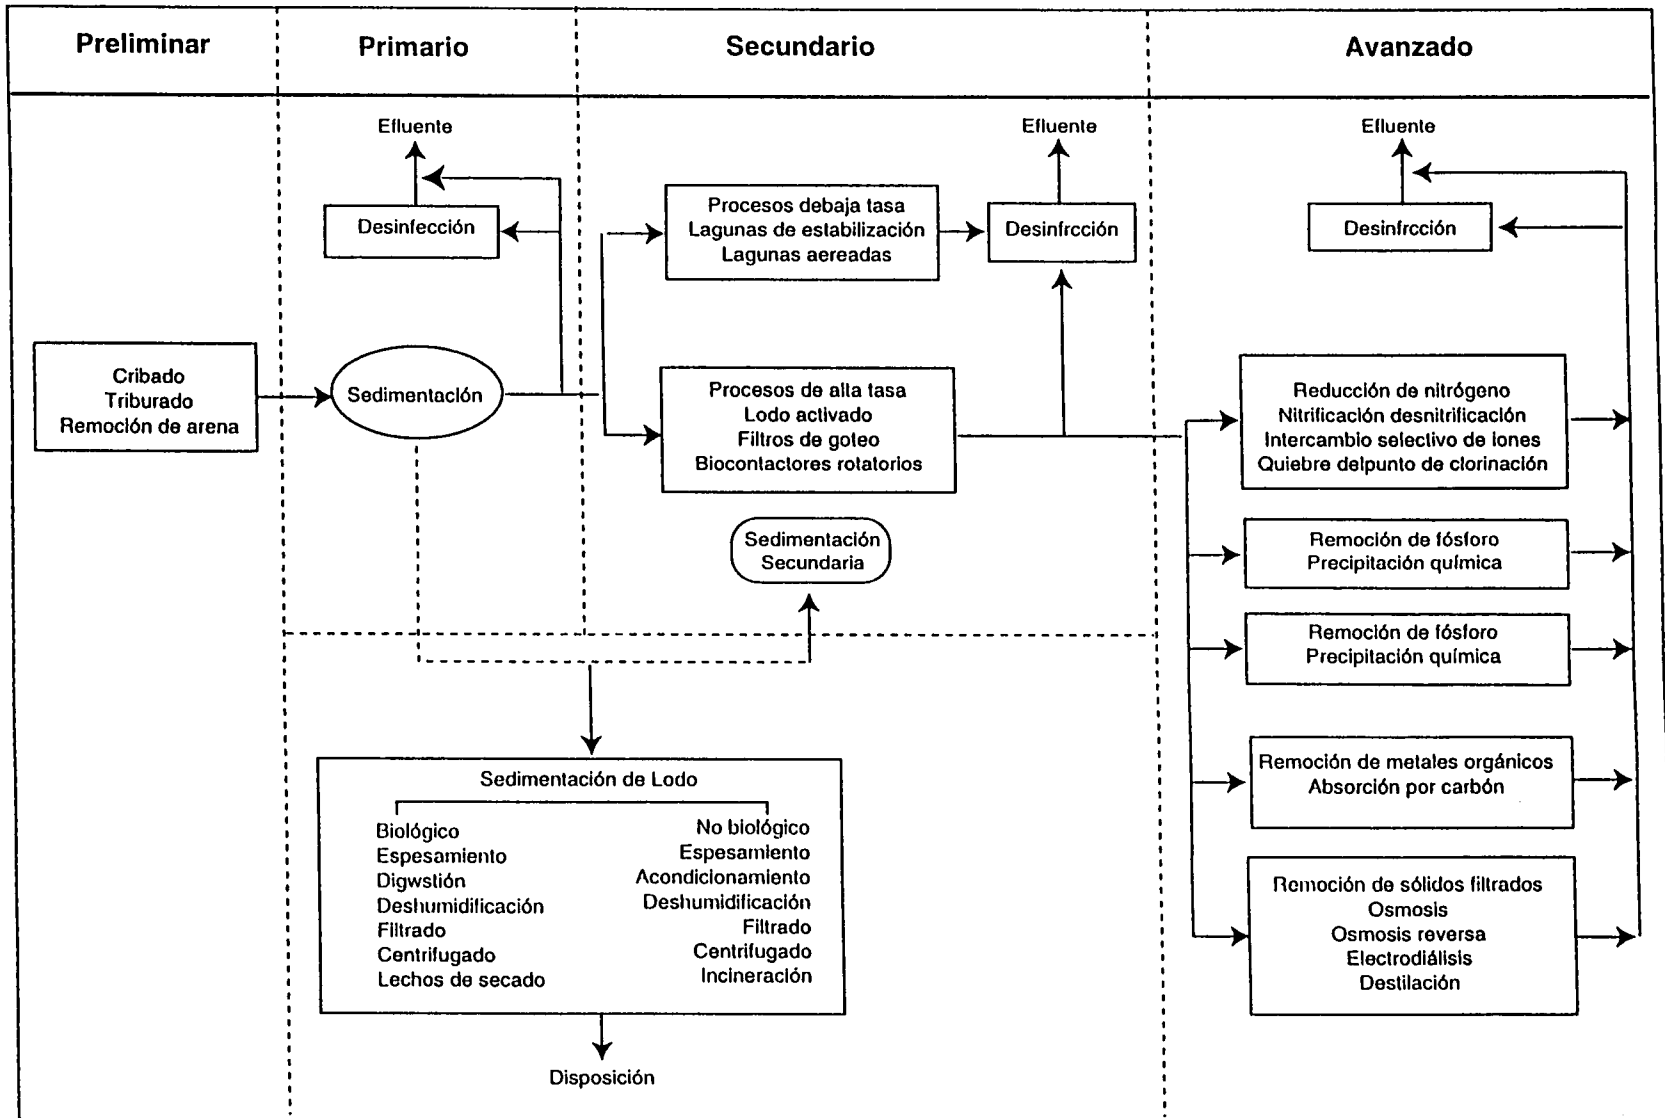 Preliminar
Primario
Secundario
Avanzado
Efluente
Desinfección
Efluente
Procesos debaja tasa
Lagunas de estabilización
Lagunas aereadas
Desinfrcción
Efluente
Desinfrcción
Cribado
Triburado
Remoción de arena
Sedimentación
Procesos de alta tasa
Lodo activado
Filtros de goteo
Biocontactores rotatorios
Sedimentación
Secundaria
Reducción de nitrógeno
Nitrificación desnitrificación
Intercambio selectivo de iones
Quiebre delpunto de clorinación
Remoción de fósforo
Precipitación química
Remoción de fósforo
Precipitación química
Remoción de metales orgánicos
Absorción por carbón
Remoción de sólidos filtrados
Osmosis
Osmosis reversa
Electrodiálisis
Destilación
Sedimentación de Lodo
Biológico
Espesamiento
Digwstión
Deshumidificación
Filtrado
Centrifugado
Lechos de secado
No biológico
Espesamiento
Acondicionamiento
Deshumidificación
Filtrado
Centrifugado
Incineración
Disposición